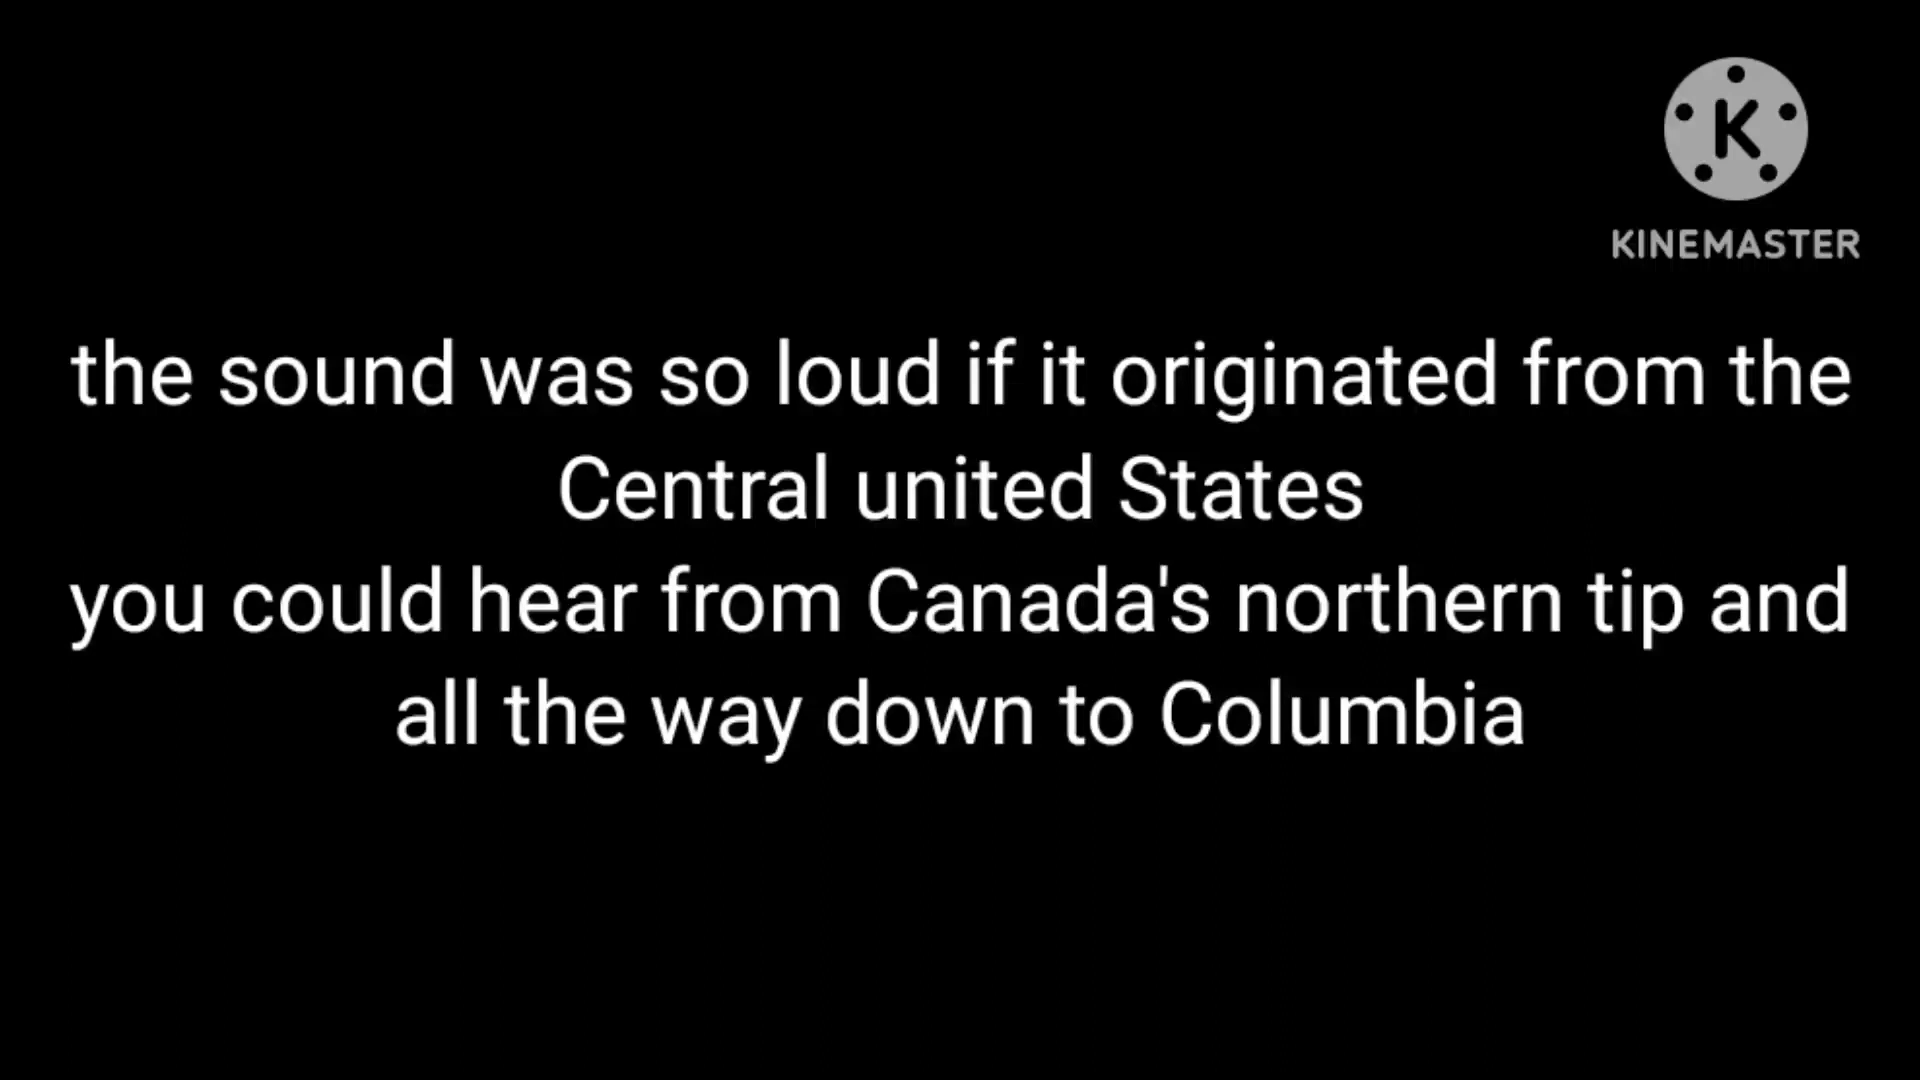 K
KINEMASTER
the sound was so loud if it originated from the
Central united States
you could hear from Canada's northern tip and
all the way down to Columbia